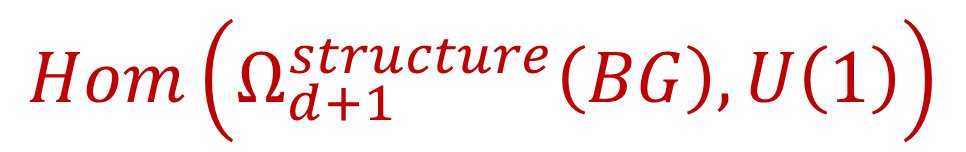 Hom(Ω_{d+1}^{structure}(BG), U(1))